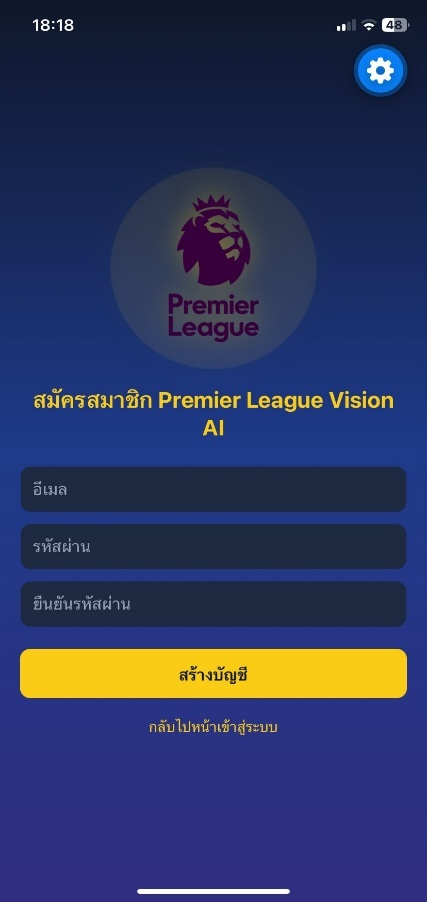 18:18
48
Premier
League
สมัครสมาชิก Premier League Vision
AI
อีเมล
รหัสผ่าน
ยืนยันรหัสผ่าน
สร้างบัญชี
กลับไปหน้าเข้าสู่ระบบ